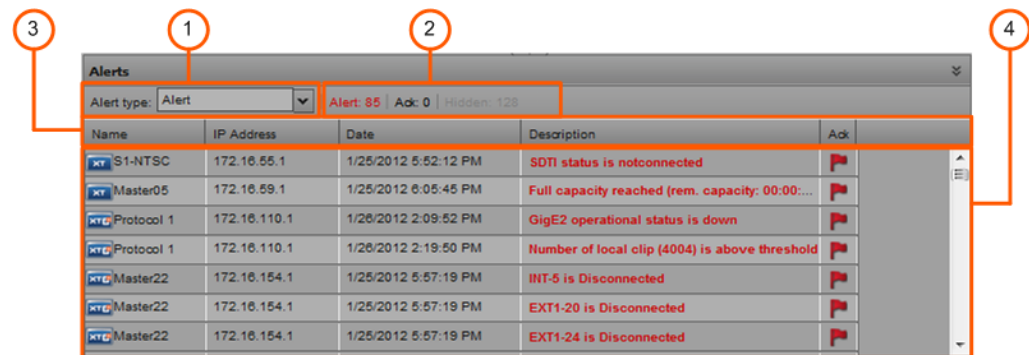 3 1 2 4
Alerts
Alert type: Alert Alert: 85 Ack: 0 Hidden: 128
Name IP Address Date Description Ack
XT S1-NTSC 172.16.55.1 1/25/2012 5:52:12 PM SDTI status is notconnected
XT Master05 172.16.59.1 1/25/2012 6:05:45 PM Full capacity reached (rem. capacity: 00:00:...
XTG Protocol 1 172.16.110.1 1/26/2012 2:09:52 PM GigE2 operational status is down
XTG Protocol 1 172.16.110.1 1/26/2012 2:19:50 PM Number of local clip (4004) is above threshold
XTG Master22 172.16.154.1 1/25/2012 5:57:19 PM INT-5 is Disconnected
XTG Master22 172.16.154.1 1/25/2012 5:57:19 PM EXT1-20 is Disconnected
XTG Master22 172.16.154.1 1/25/2012 5:57:19 PM EXT1-24 is Disconnected